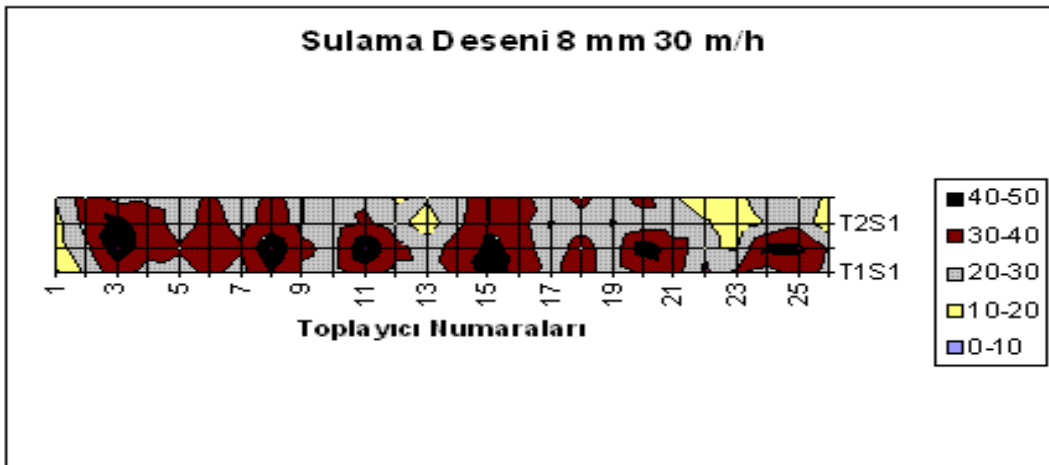 Sulama Deseni 8 mm 30 m/h
T2S1
T1S1
1 3 5 7 9 11 13 15 17 19 21 23 25
Toplayıcı Numaraları
40-50
30-40
20-30
10-20
0-10